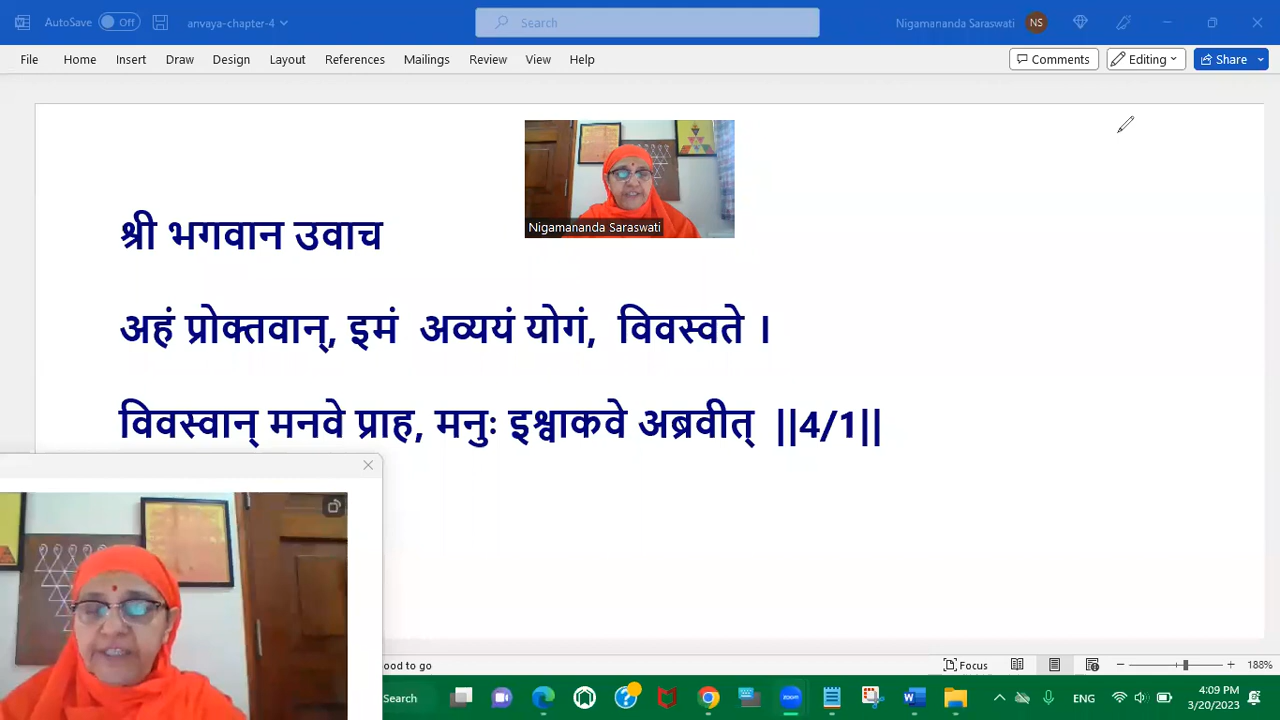 AutoSave Off anvaya-chapter-4 Search Nigamananda Saraswati NS
File Home Insert Draw Design Layout References Mailings Review View Help Comments Editing Share
Nigamananda Saraswati
श्री भगवान उवाच
अहं प्रोक्तवान्, इमं अव्ययं योगं, विवस्वते ।
विवस्वान् मनवे प्राह, मनुः इश्वाकवे अब्रवीत् ||4/1||
ood to go Focus 188%
Search zoom W ENG 4:09 PM
3/20/2023